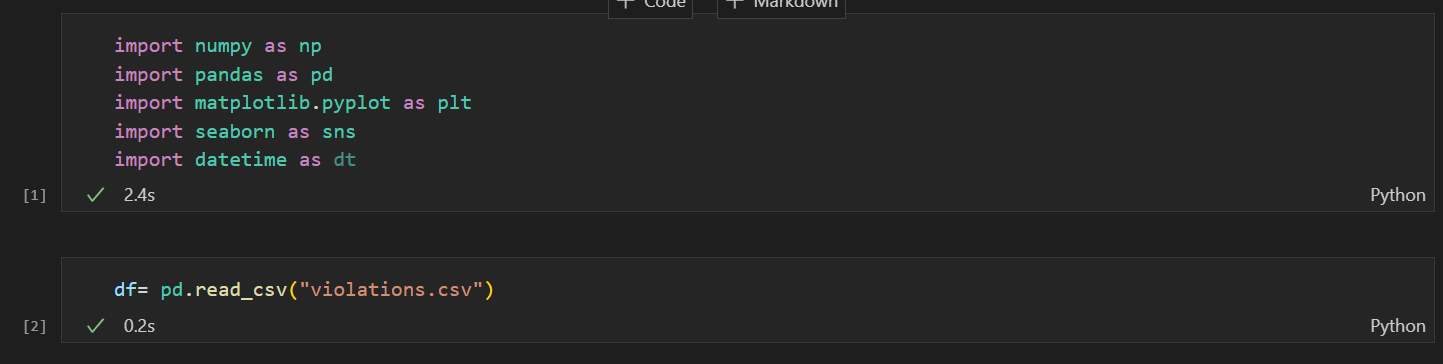 + Code + Markdown
import numpy as np
import pandas as pd
import matplotlib.pyplot as plt
import seaborn as sns
import datetime as dt
[1] ✓ 2.4s Python
df= pd.read_csv("violations.csv")
[2] ✓ 0.2s Python